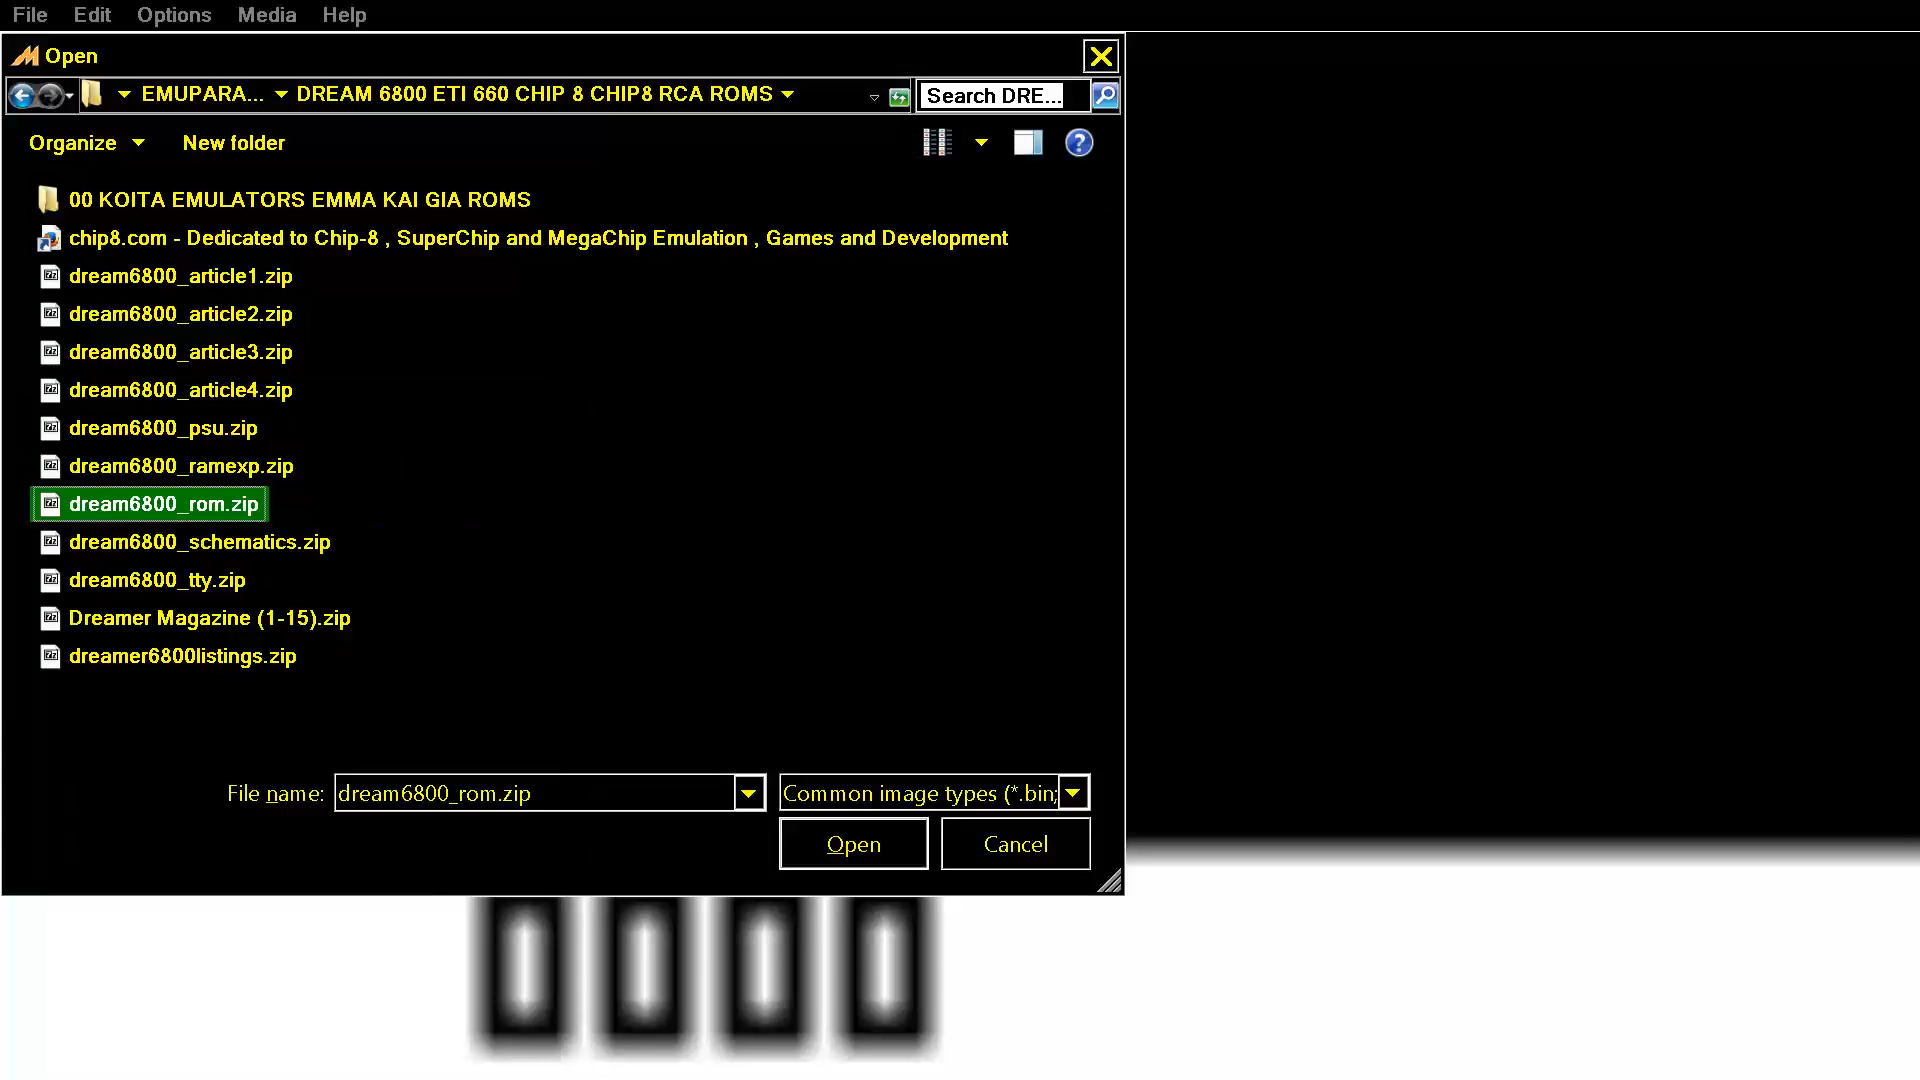 File Edit Options Media Help
Open
EMUPARA... DREAM 6800 ETI 660 CHIP 8 CHIP8 RCA ROMS Search DRE...
Organize New folder
00 KOITA EMULATORS EMMA KAI GIA ROMS
chip8.com - Dedicated to Chip-8 , SuperChip and MegaChip Emulation , Games and Development
dream6800_article1.zip
dream6800_article2.zip
dream6800_article3.zip
dream6800_article4.zip
dream6800_psu.zip
dream6800_ramexp.zip
dream6800_rom.zip
dream6800_schematics.zip
dream6800_tty.zip
Dreamer Magazine (1-15).zip
dreamer6800listings.zip
File name: dream6800_rom.zip Common image types (*.bin;
Open Cancel
0000